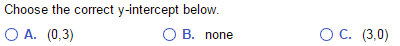 Choose the correct y-intercept below.
A. (0,3) B. none C. (3,0)